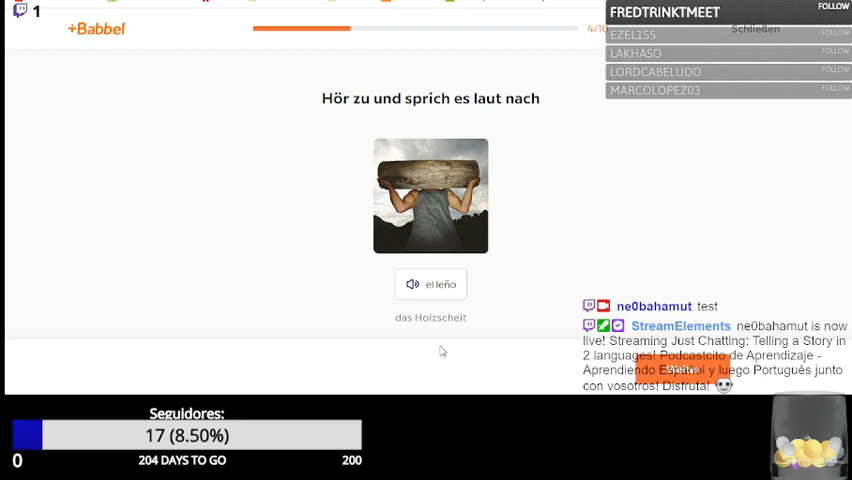 1
FREDTRINKTMEET FOLLOW
EZEL155 FOLLOW
LAKHASO FOLLOW
LORDCABELUDO FOLLOW
MARCOLOPEZ03 FOLLOW
+Babbel
4/10
Schließen
Hör zu und sprich es laut nach
el leño
das Holzscheit
ne0bahamut test
StreamElements ne0bahamut is now
live! Streaming Just Chatting: Telling a Story in
2 languages! Podcastcito de Aprendizaje -
Aprendiendo Español y luego Português junto
con vosotros! Disfruta!
Seguidores:
17 (8.50%)
0 204 DAYS TO GO 200